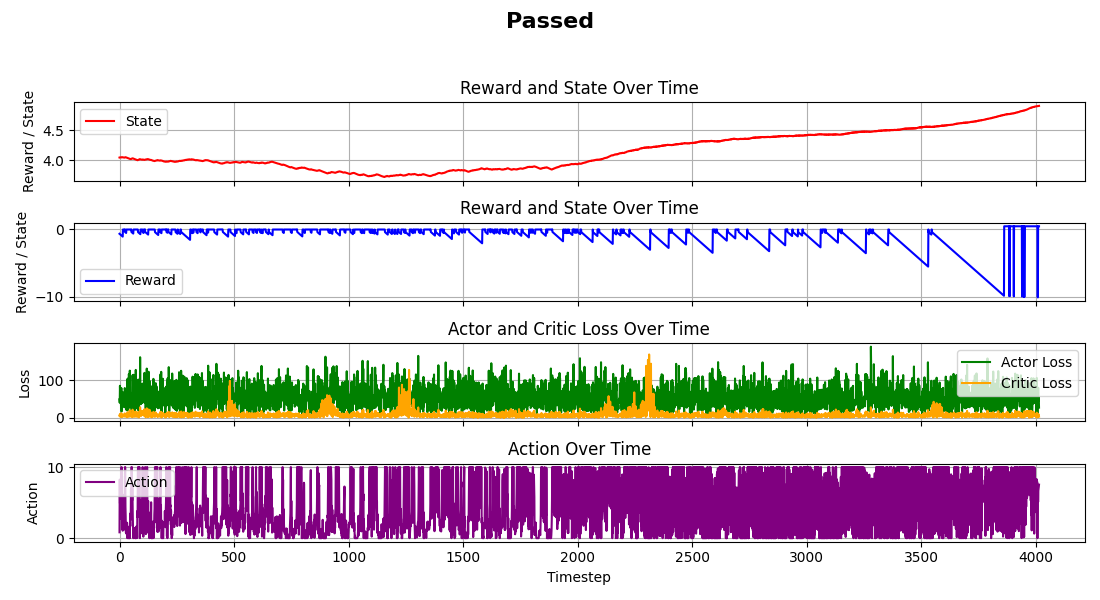 Passed
Reward and State Over Time
Reward / State
4.5
4.0
State
Reward and State Over Time
Reward / State
0
−10
Reward
Actor and Critic Loss Over Time
Loss
100
0
Actor Loss
Critic Loss
Action Over Time
Action
10
0
Action
0 500 1000 1500 2000 2500 3000 3500 4000
Timestep